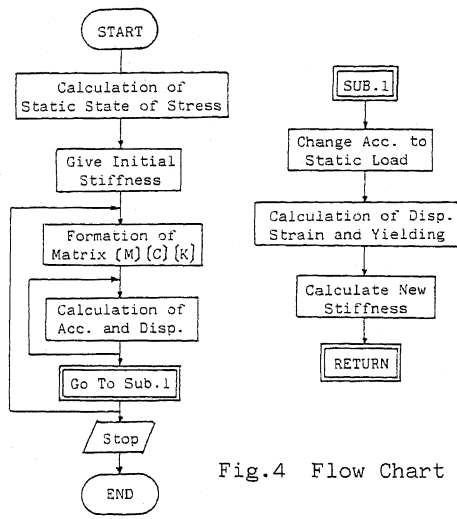 START
Calculation of
Static State of Stress
Give Initial
Stiffness
Formation of
Matrix (M)(C)(K)
Calculation of
Acc. and Disp.
Go To Sub.1
Stop
END
SUB.1
Change Acc. to
Static Load
Calculation of Disp.
Strain and Yielding
Calculate New
Stiffness
RETURN
Fig.4 Flow Chart